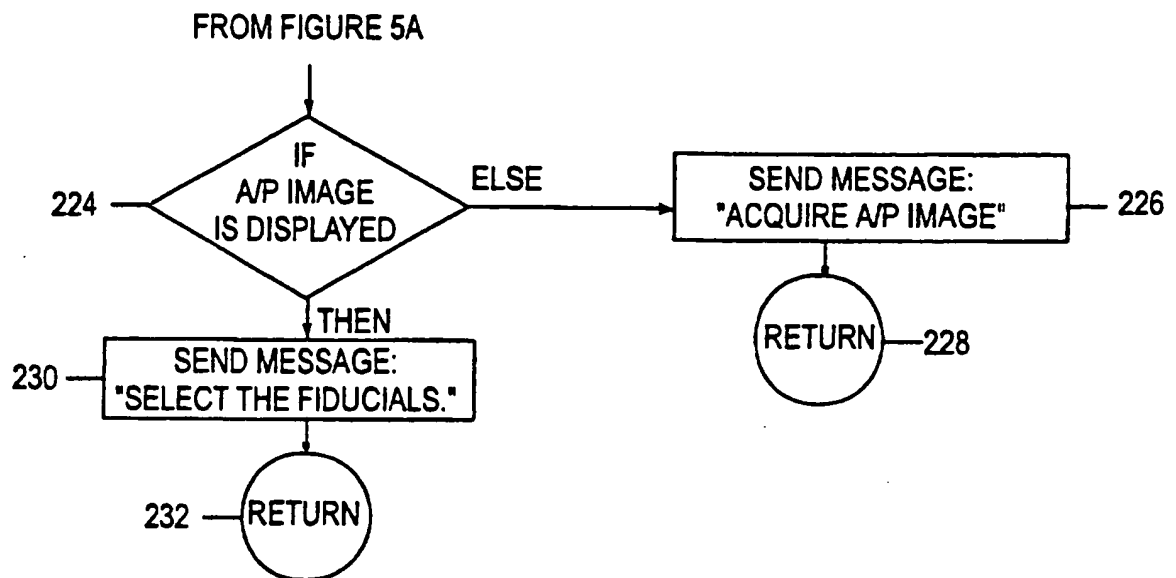 FROM FIGURE 5A
IF
A/P IMAGE
IS DISPLAYED
224
ELSE
SEND MESSAGE:
"ACQUIRE A/P IMAGE"
226
RETURN
228
THEN
SEND MESSAGE:
"SELECT THE FIDUCIALS."
230
RETURN
232